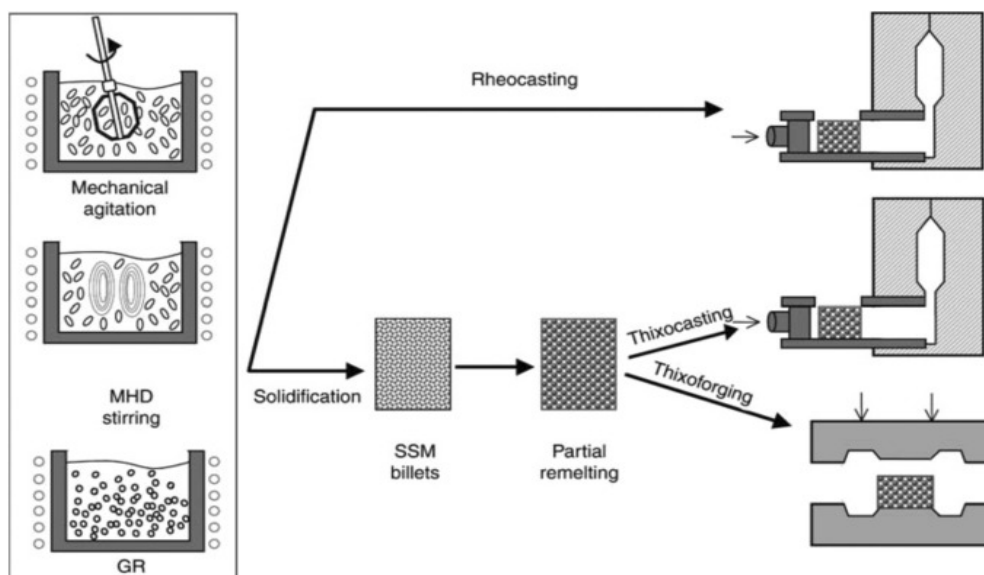 Mechanical
agitation
MHD
stirring
GR
Rheocasting
Solidification
SSM
billets
Partial
remelting
Thixocasting
Thixoforging